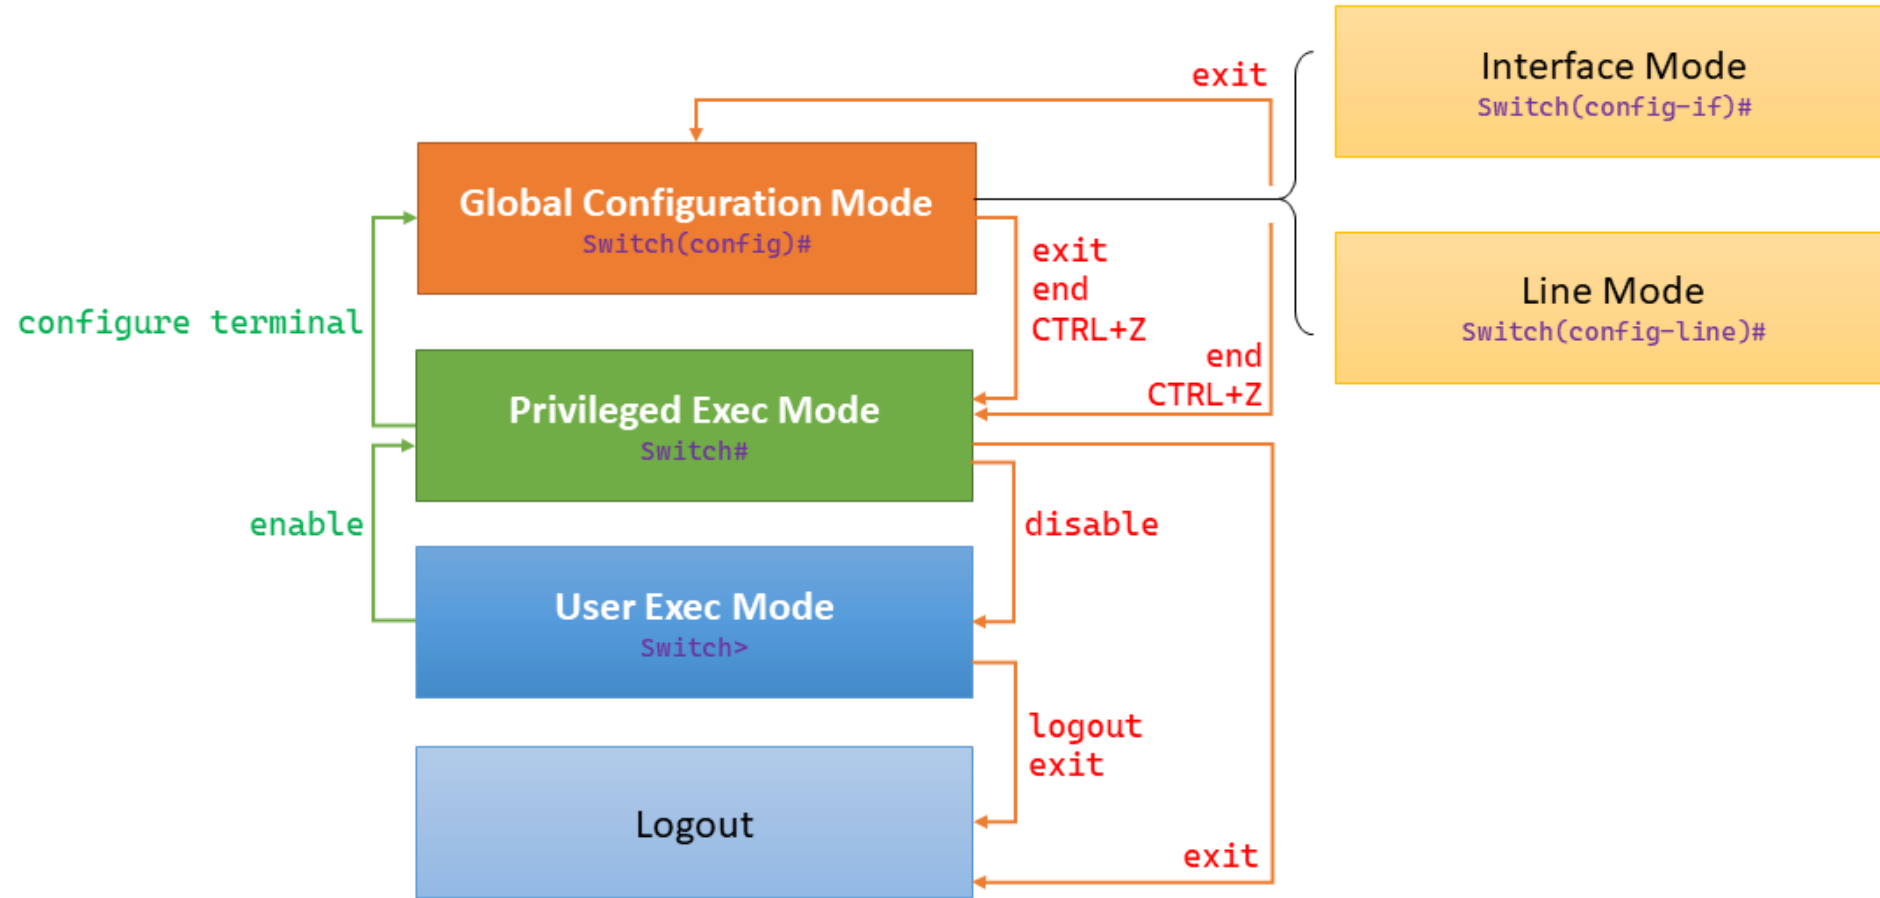 exit
Interface Mode
Switch(config-if)#
Global Configuration Mode
Switch(config)#
exit
end
CTRL+Z
Line Mode
Switch(config-line)#
configure terminal
end
CTRL+Z
Privileged Exec Mode
Switch#
enable
disable
User Exec Mode
Switch>
logout
exit
Logout
exit